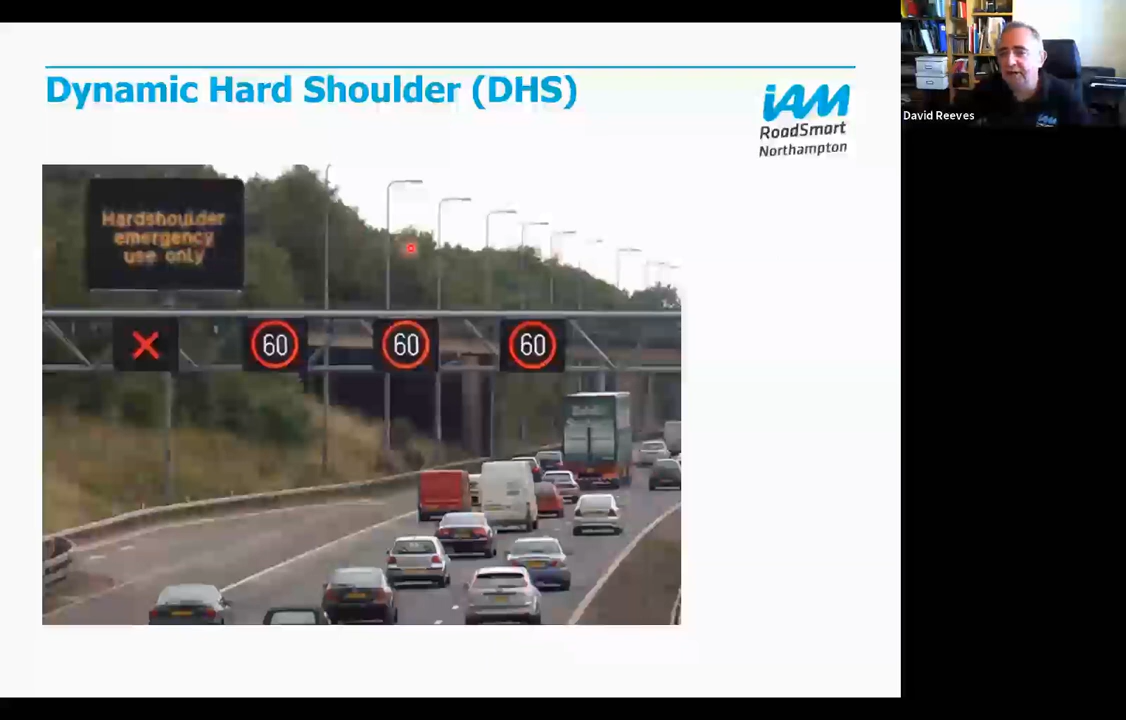 Dynamic Hard Shoulder (DHS)
iAM
RoadSmart
Northampton
David Reeves
Hardshoulder
emergency
use only
60 60 60